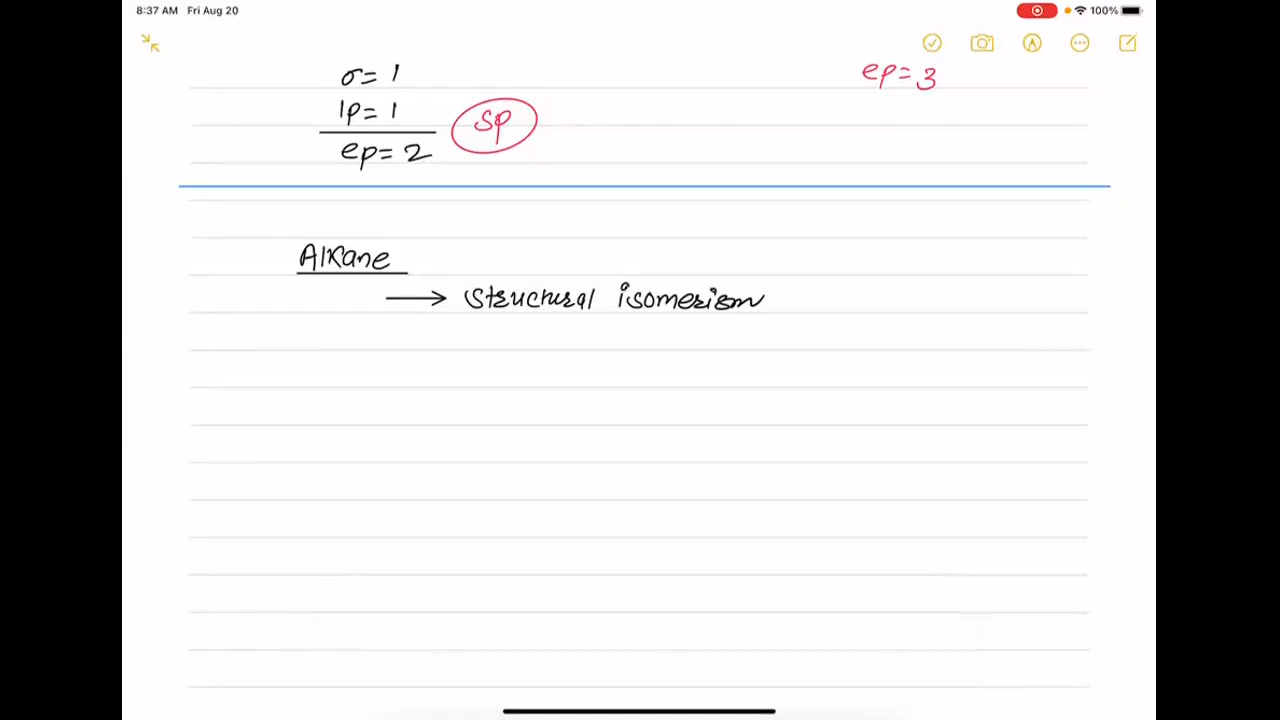 8:37 AM Fri Aug 20
100%
σ= 1
lp= 1
sp
ep= 2
ep= 3
Alkane
→ structural isomerism